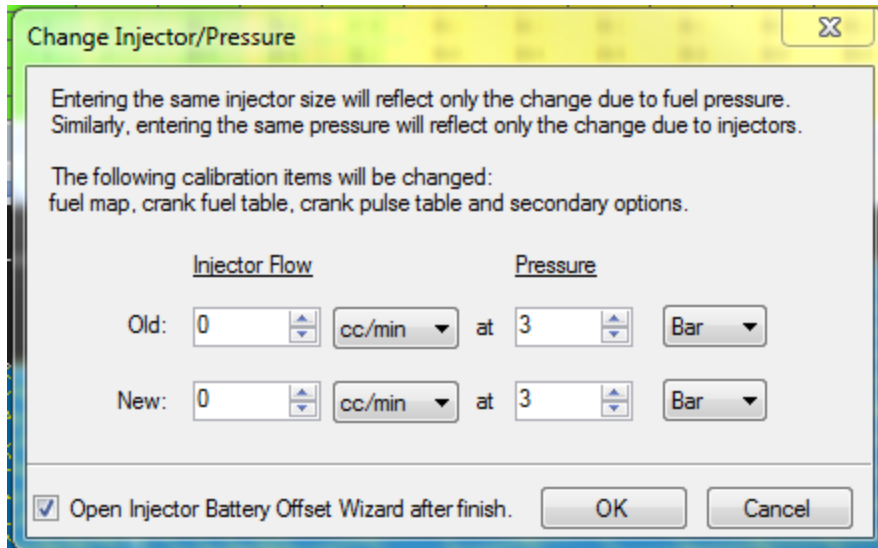 Change Injector/Pressure
Entering the same injector size will reflect only the change due to fuel pressure.
Similarly, entering the same pressure will reflect only the change due to injectors.
The following calibration items will be changed:
fuel map, crank fuel table, crank pulse table and secondary options.
Injector Flow Pressure
Old: 0 cc/min at 3 Bar
New: 0 cc/min at 3 Bar
Open Injector Battery Offset Wizard after finish. OK Cancel